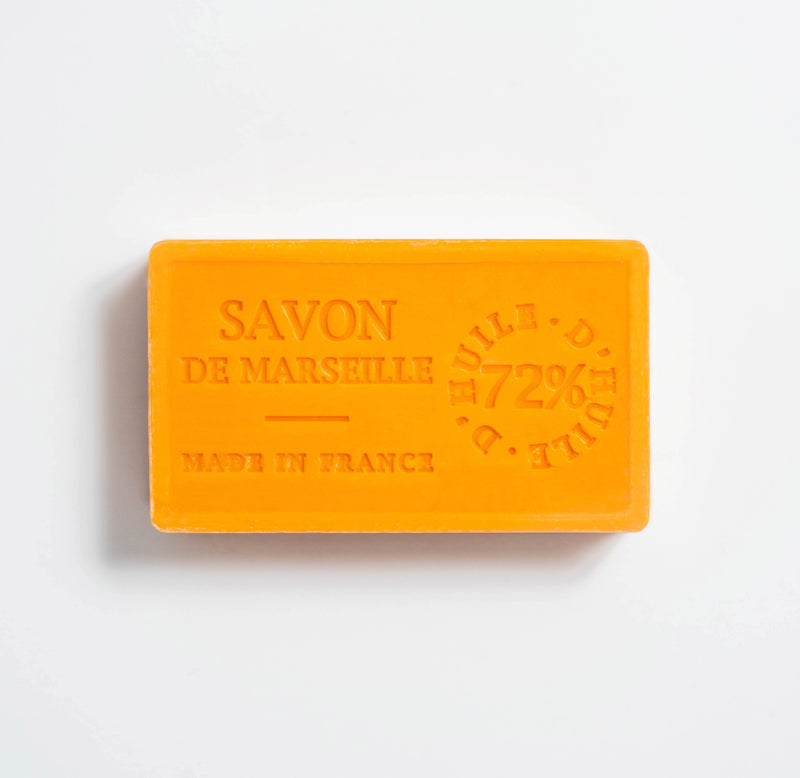 SAVON
DE MARSEILLE
MADE IN FRANCE
D'HUILE · D'HUILE ·
72%